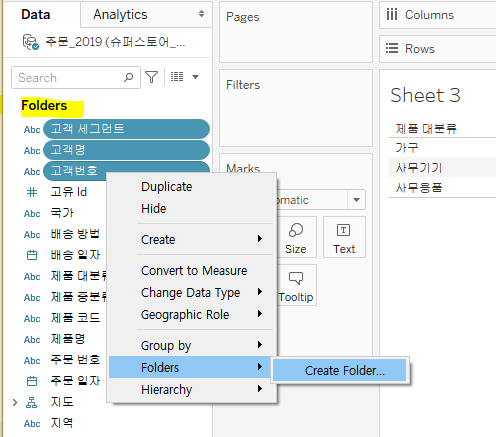 Data
Analytics
주문_2019 (슈퍼스토어_...
Search
Folders
Abc 고객 세그먼트
Abc 고객명
Abc 고객번호
# 고유 Id
Abc 국가
Abc 배송 방법
배송 일자
Abc 제품 대분류
Abc 제품 중분류
Abc 제품 코드
Abc 제품명
Abc 주문 번호
주문 일자
지도
Abc 지역
Duplicate
Hide
Create
Convert to Measure
Change Data Type
Geographic Role
Group by
Folders
Hierarchy
Create Folder...
Pages
Filters
Marks
omatic
Size
Text
Tooltip
Columns
Rows
Sheet 3
제품 대분류
가구
사무기기
사무용품